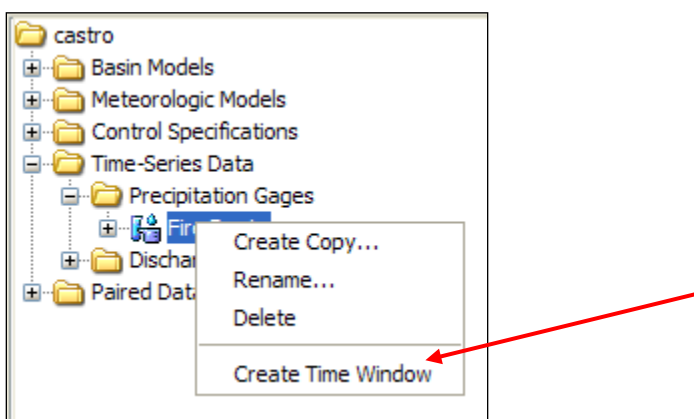 castro
Basin Models
Meteorologic Models
Control Specifications
Time-Series Data
Precipitation Gages
Create Copy...
Rename...
Delete
Create Time Window
Paired